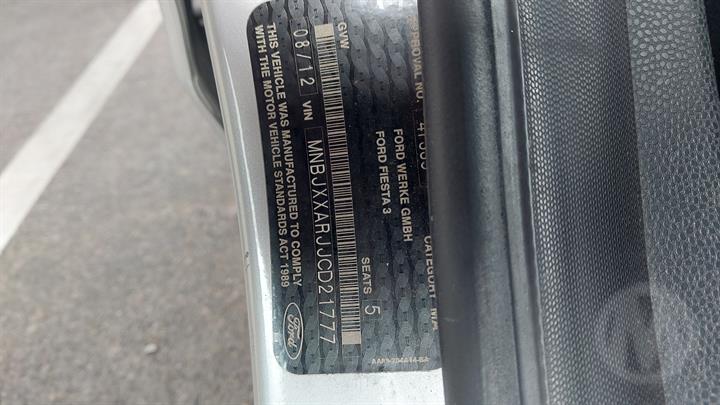 APPROVAL NO. CATEGORY MA
FORD WERKE GMBH
FORD FIESTA 3
SEATS 5
GVW
08/12 VIN MNBJXXARJJCD21777
THIS VEHICLE WAS MANUFACTURED TO COMPLY
WITH THE MOTOR VEHICLE STANDARDS ACT 1989
Ford